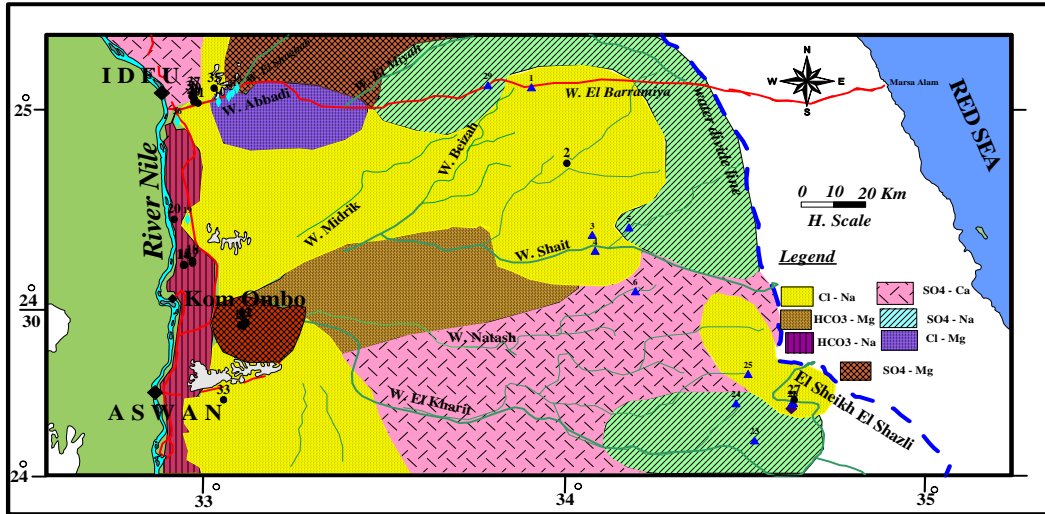 IDFU
W. El Miyah
29
1
Marsa Alam
W. Abbadi
W. El Barramiya
N
W
E
S
RED SEA
25
W. Beizah
2
water divide line
River Nile
20
19
W. Midrik
0 10 20 Km
H. Scale
3
4
W. Shait
Legend
6
Kom Ombo
24
30
Cl - Na
SO4 - Ca
HCO3 - Mg
SO4 - Na
HCO3 - Na
Cl - Mg
SO4 - Mg
W. Natash
25
W. El Kharit
24
27
El Sheikh El Shazli
ASWAN
33
23
24
33
34
35